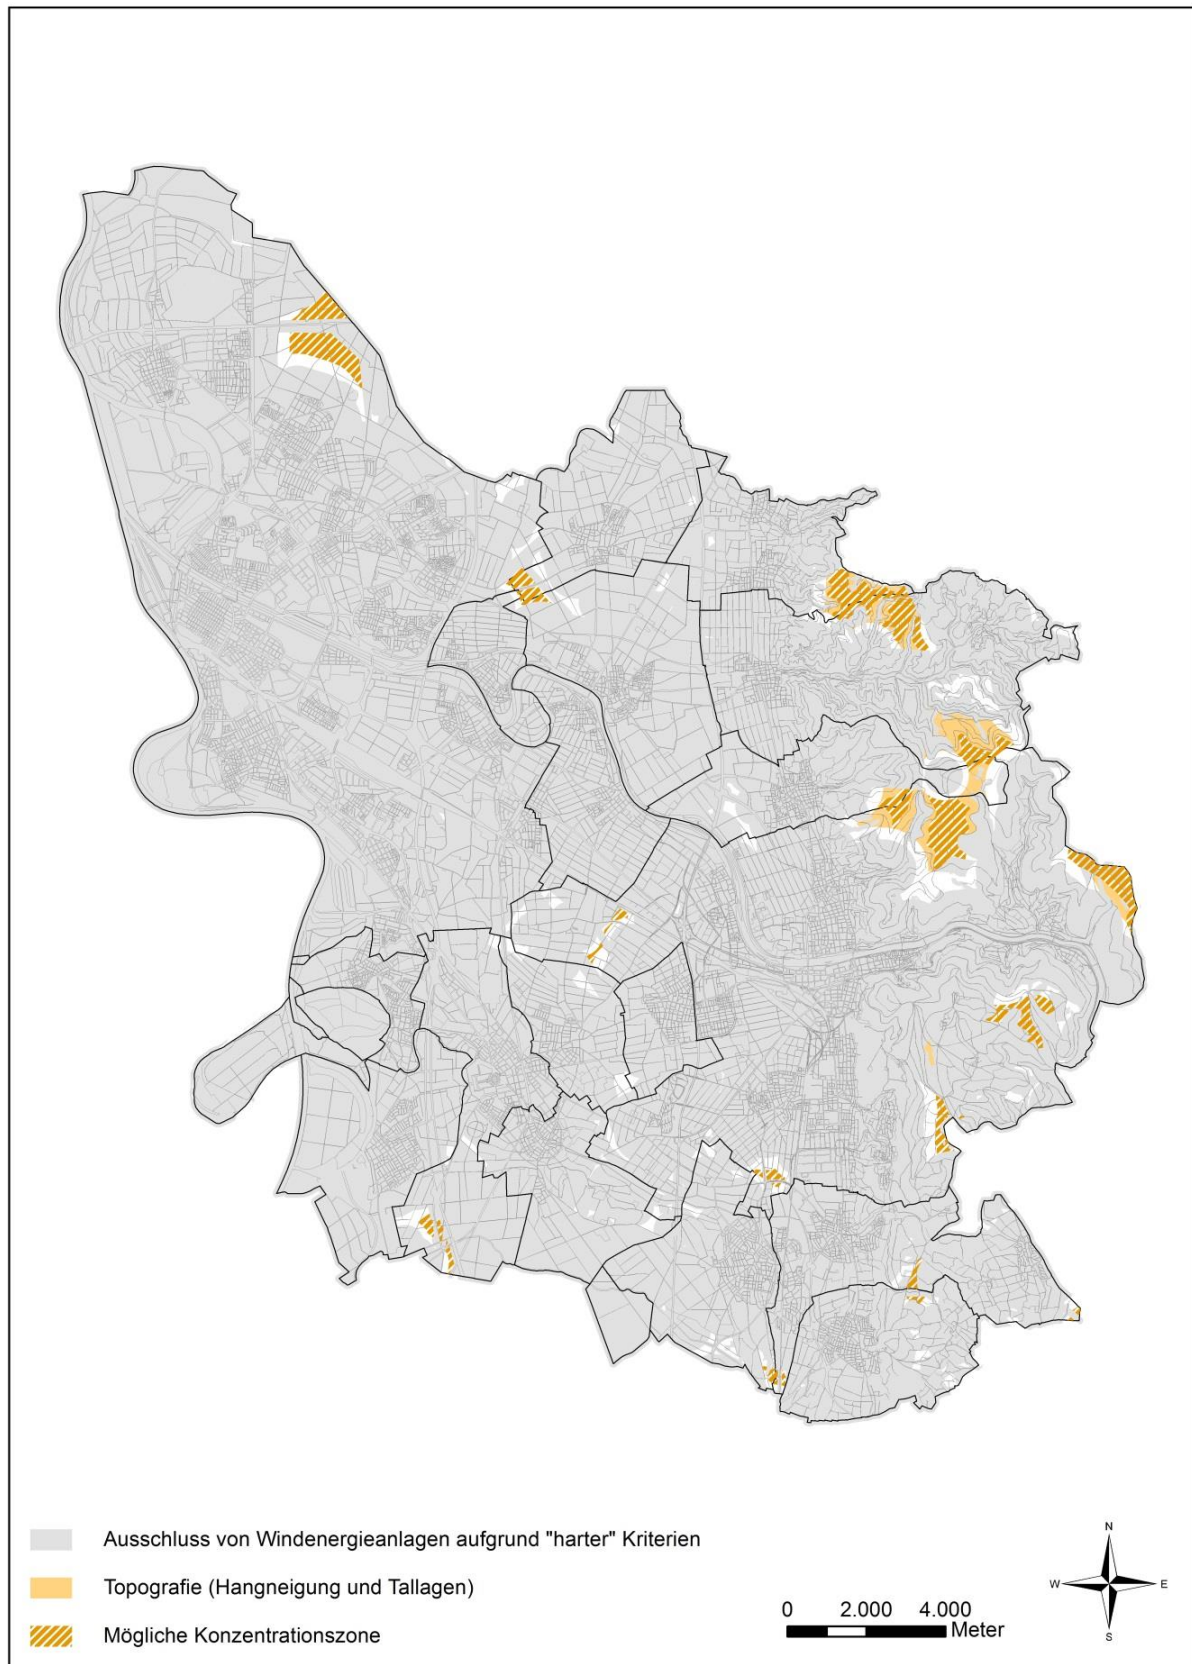 Ausschluss von Windenergieanlagen aufgrund "harter" Kriterien
Topografie (Hangneigung und Tallagen)
Mögliche Konzentrationszone
0 2.000 4.000
Meter
N
W E
S